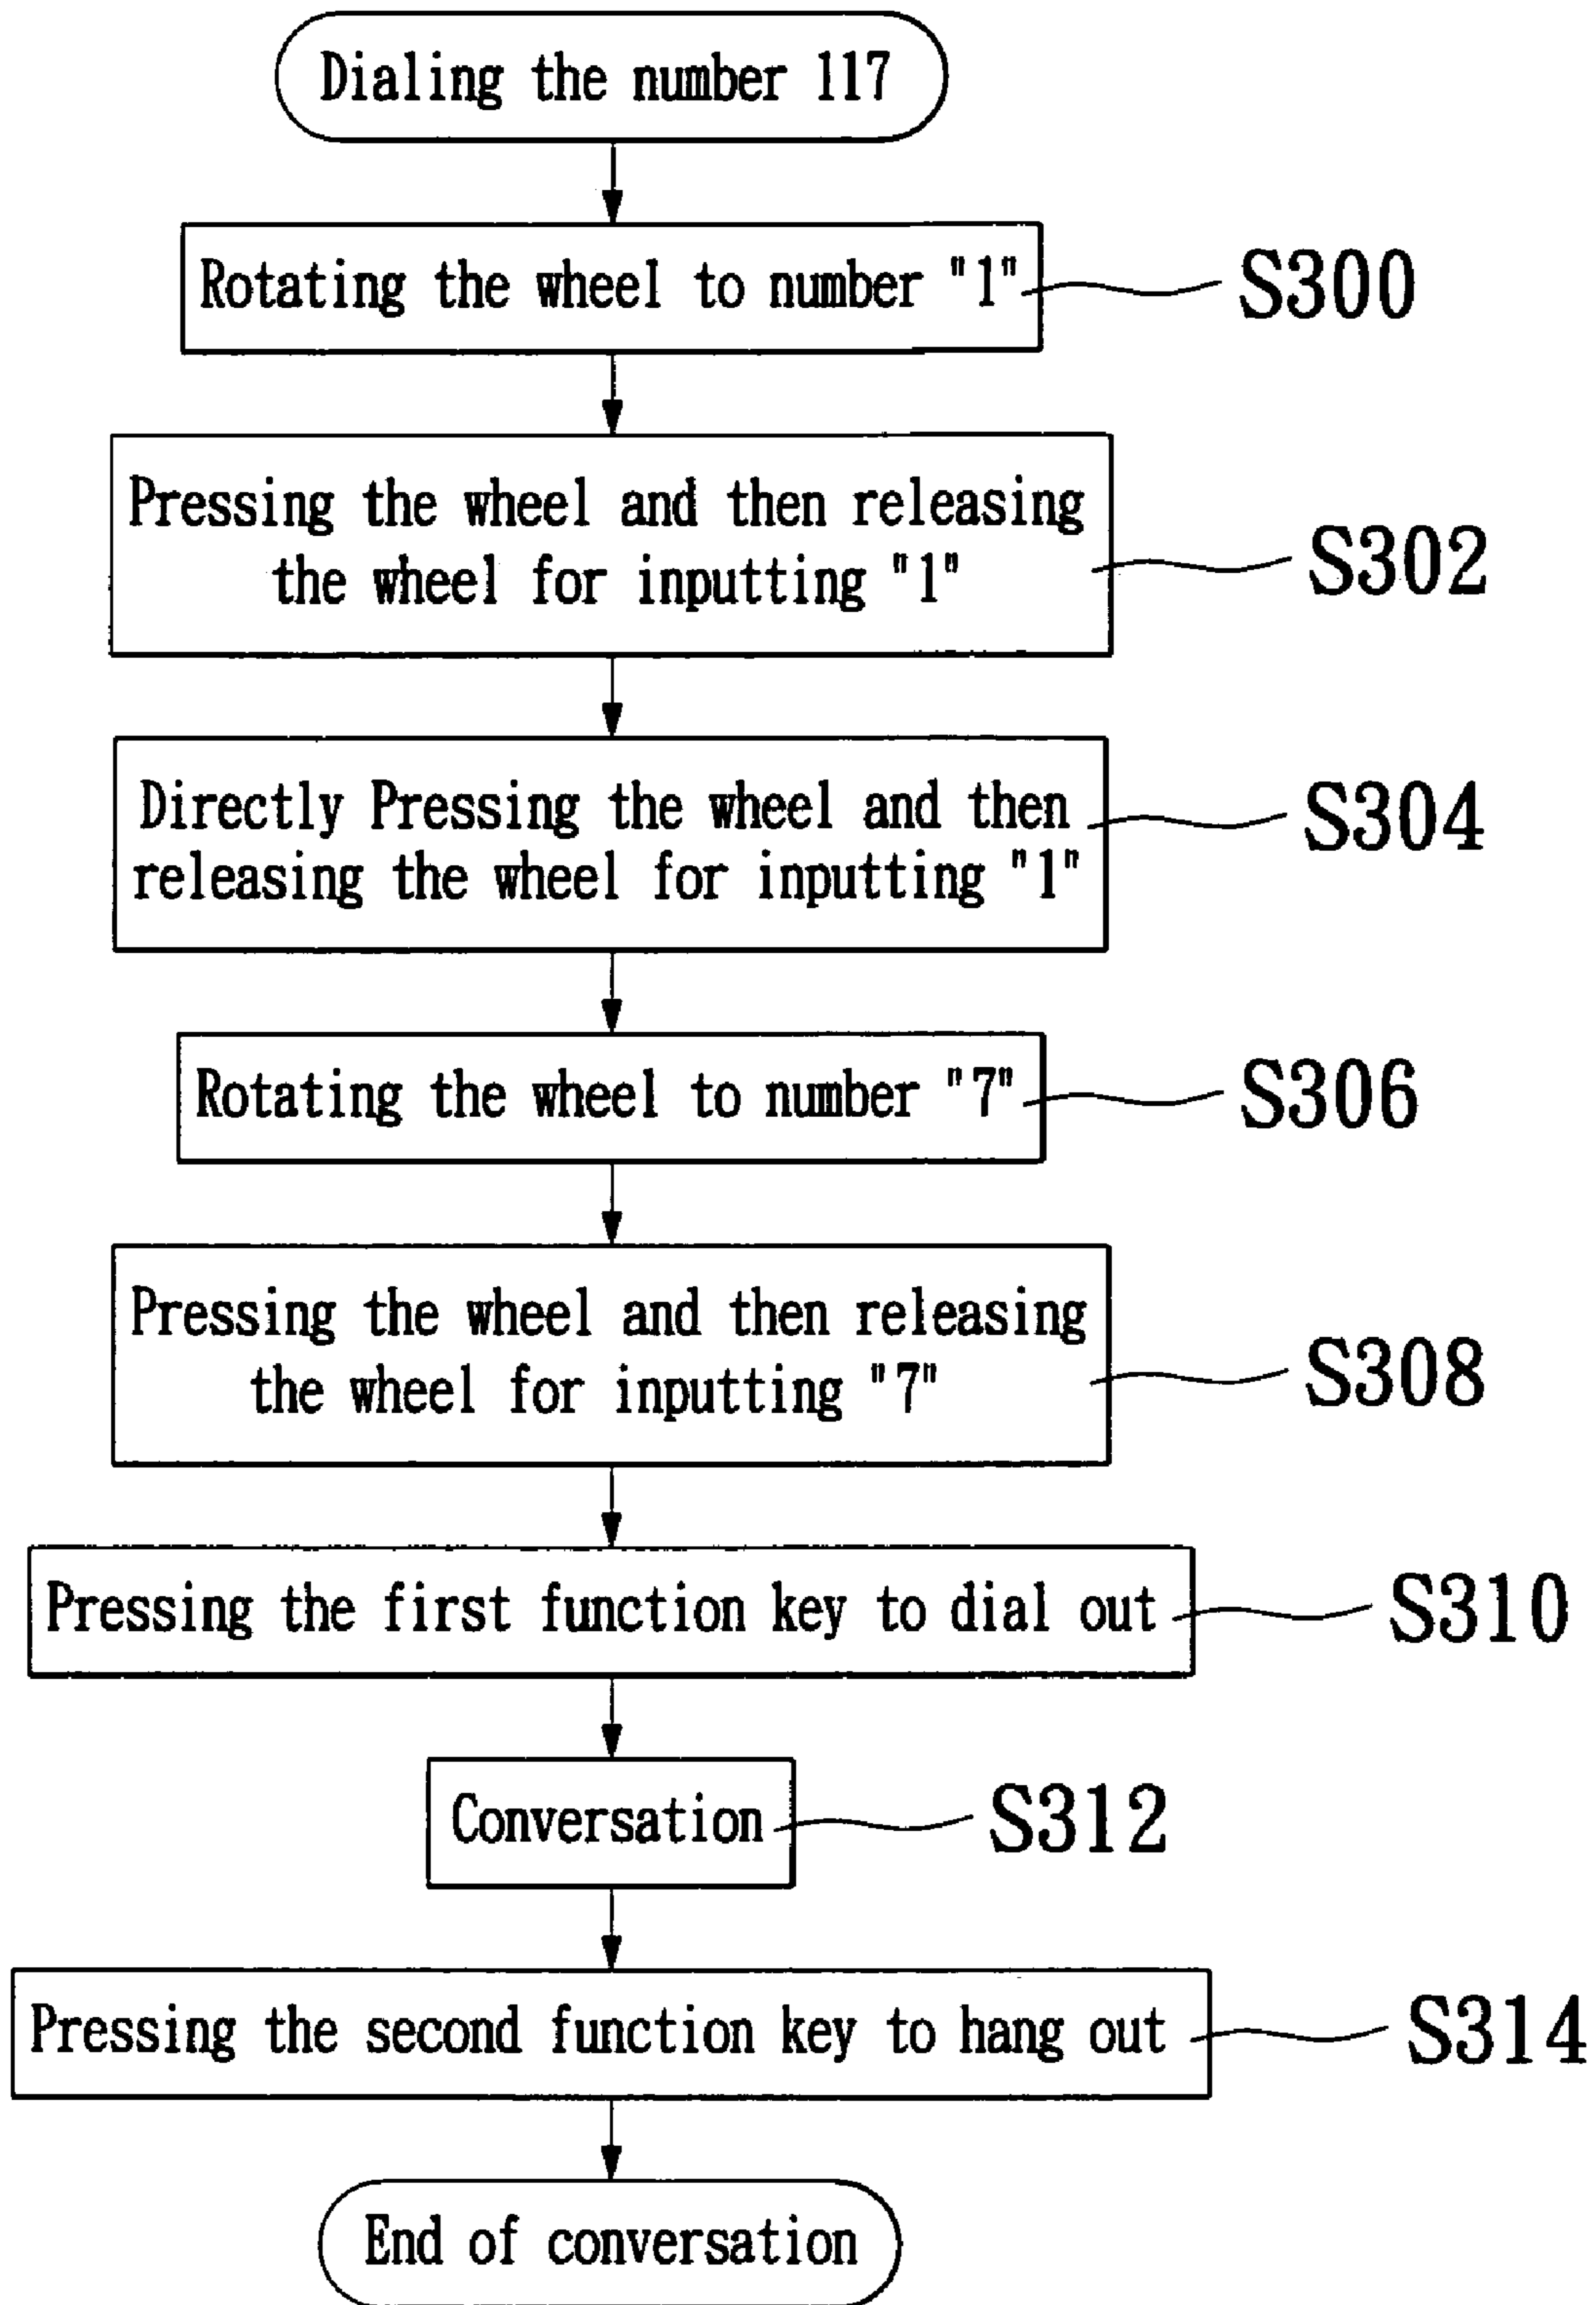 Dialing the number 117
Rotating the wheel to number "1"
S300
Pressing the wheel and then releasing
the wheel for inputting "1"
S302
Directly Pressing the wheel and then
releasing the wheel for inputting "1"
S304
Rotating the wheel to number "7"
S306
Pressing the wheel and then releasing
the wheel for inputting "7"
S308
Pressing the first function key to dial out
S310
Conversation
S312
Pressing the second function key to hang out
S314
End of conversation